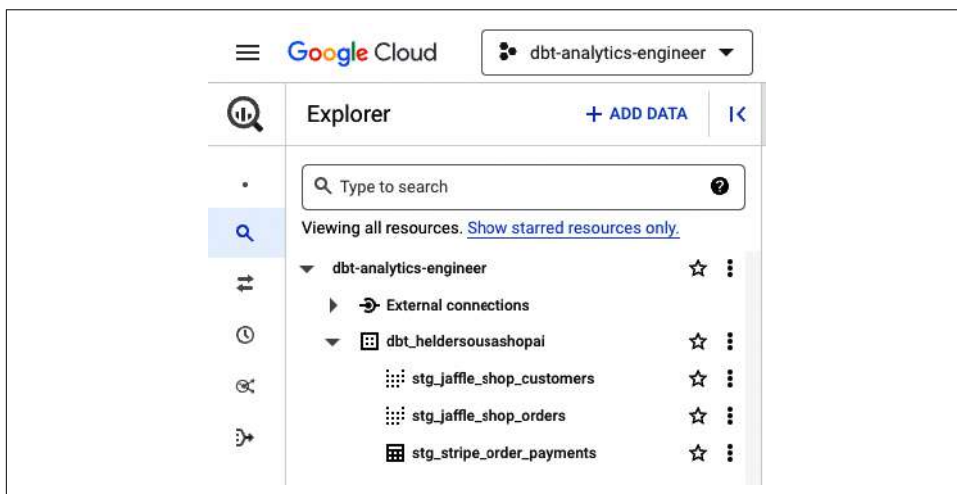 Google Cloud dbt-analytics-engineer
Explorer + ADD DATA
Type to search
Viewing all resources. Show starred resources only.
dbt-analytics-engineer
External connections
dbt_heldersousashopai
stg_jaffle_shop_customers
stg_jaffle_shop_orders
stg_stripe_order_payments